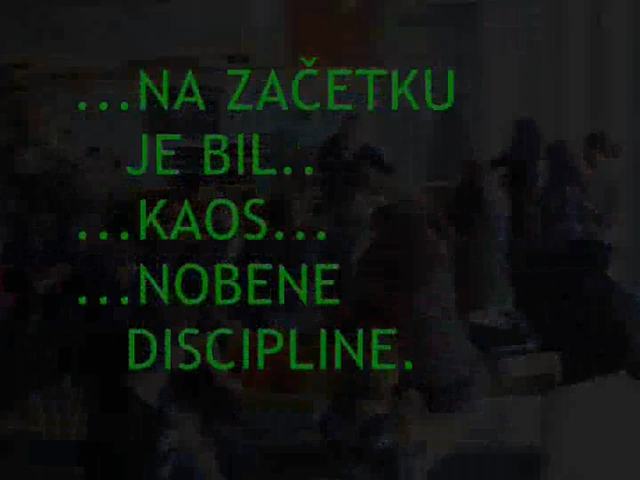 ...NA ZAČETKU
JE BIL..
...KAOS...
...NOBENE
DISCIPLINE.